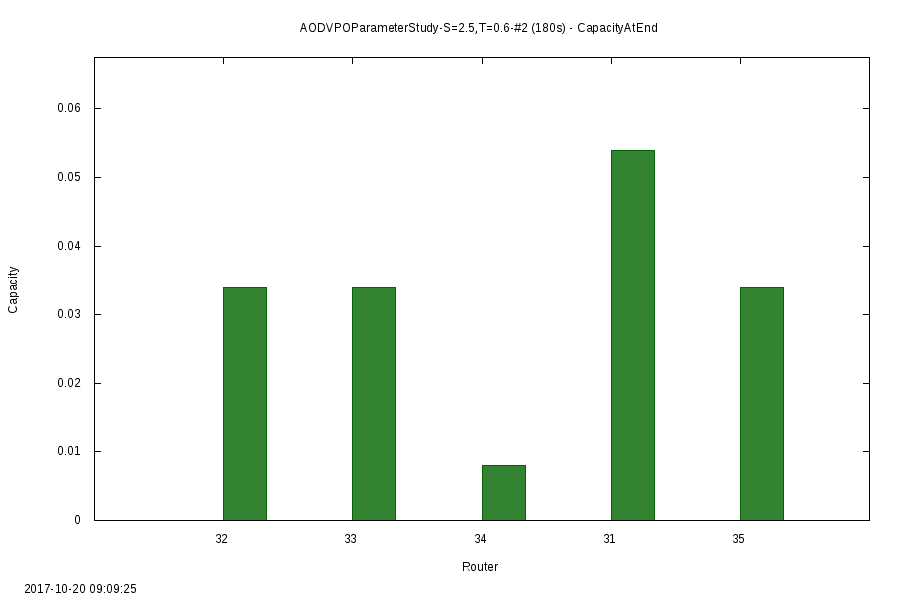 AODVPOParameterStudy-S=2.5,T=0.6-#2 (180s) - CapacityAtEnd
0.06
0.05
0.04
0.03
0.02
0.01
0
Capacity
32 33 34 31 35
Router
2017-10-20 09:09:25